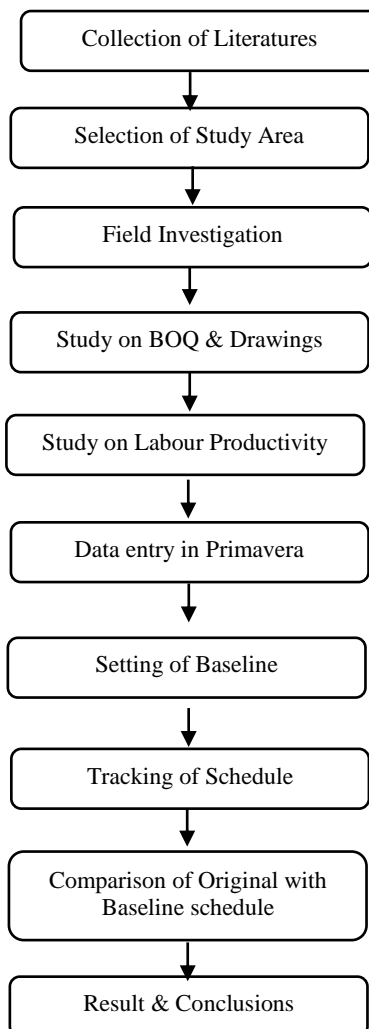 Collection of Literatures
Selection of Study Area
Field Investigation
Study on BOQ & Drawings
Study on Labour Productivity
Data entry in Primavera
Setting of Baseline
Tracking of Schedule
Comparison of Original with
Baseline schedule
Result & Conclusions